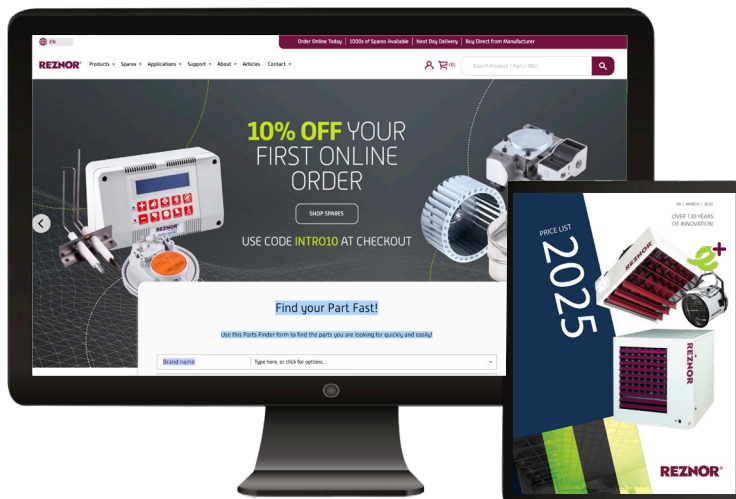 EN
Order Online Today | 1000s of Spares Available | Next Day Delivery | Buy Direct from Manufacturer
REZNOR®
Products Spares Applications Support About Articles Contact
(0)
Search Product / Part / SKU
10% OFF YOUR
FIRST ONLINE
ORDER
SHOP SPARES
USE CODE INTRO10 AT CHECKOUT
REZNOR
Find your Part Fast!
Use this Parts Finder form to find the parts you are looking for quickly and easily!
Brand name
Type here, or click for options...
MARCH | 2025
OVER 130 YEARS
OF INNOVATION
PRICE LIST
2025
e+
REZNOR
REZNOR
REZNOR®